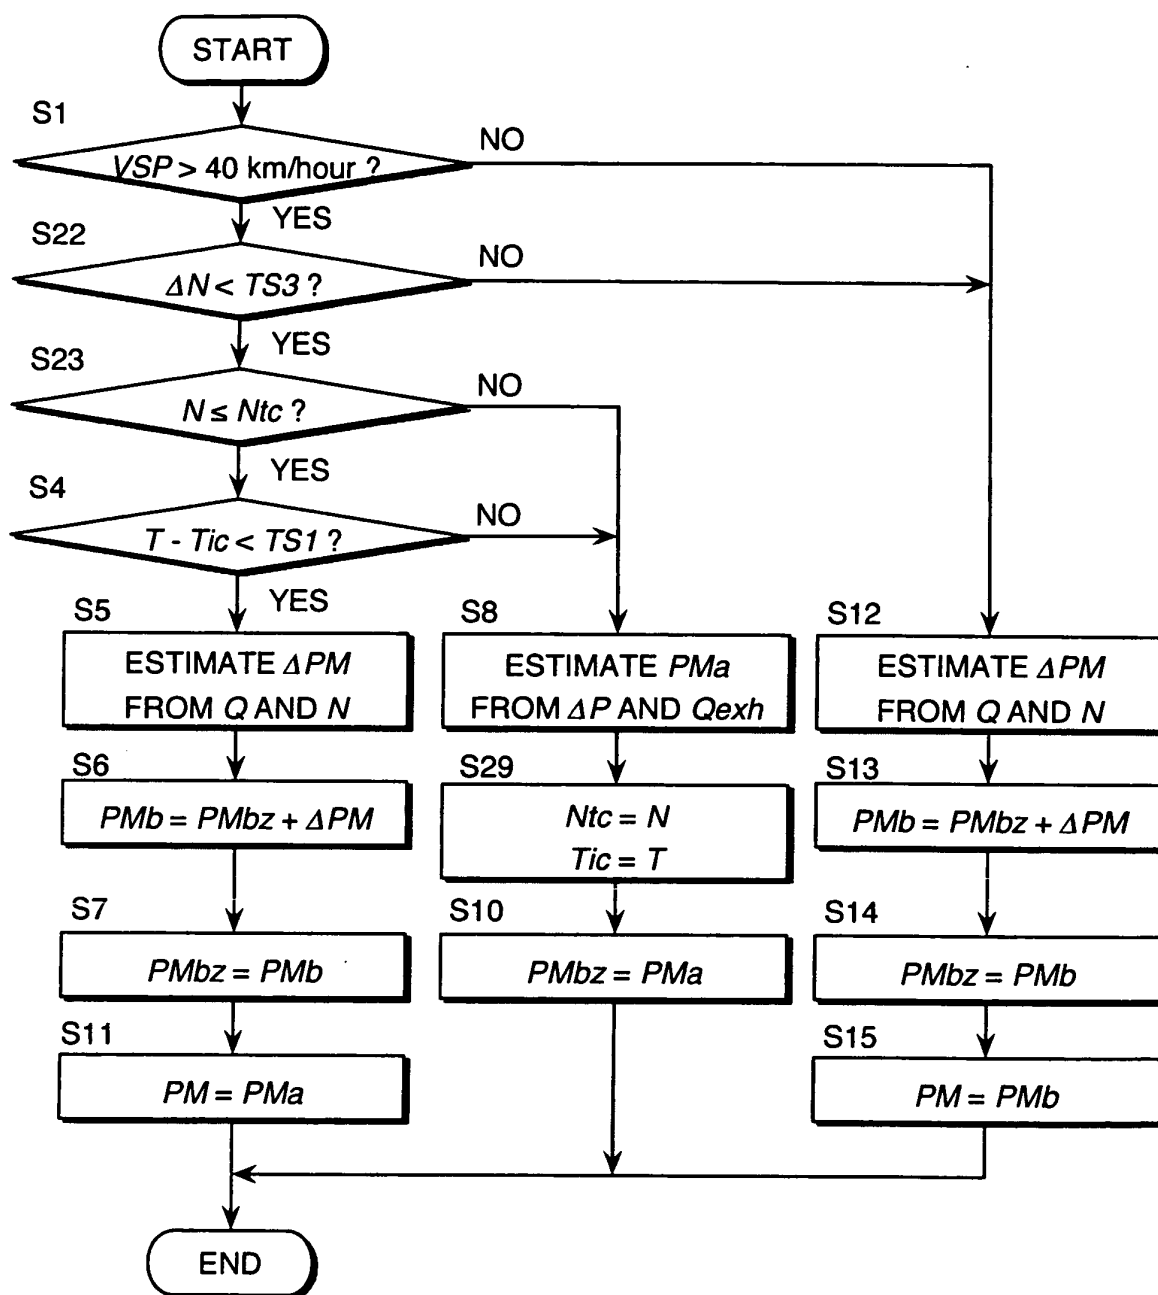 START
S1
VSP > 40 km/hour ?
NO
YES
S22
ΔN < TS3 ?
NO
YES
S23
N ≤ Ntc ?
NO
YES
S4
T - Tic < TS1 ?
NO
YES
S5
ESTIMATE ΔPM
FROM Q AND N
S8
ESTIMATE PMa
FROM ΔP AND Qexh
S12
ESTIMATE ΔPM
FROM Q AND N
S6
PMb = PMbz + ΔPM
S29
Ntc = N
Tic = T
S13
PMb = PMbz + ΔPM
S7
PMbz = PMb
S10
PMbz = PMa
S14
PMbz = PMb
S11
PM = PMa
S15
PM = PMb
END